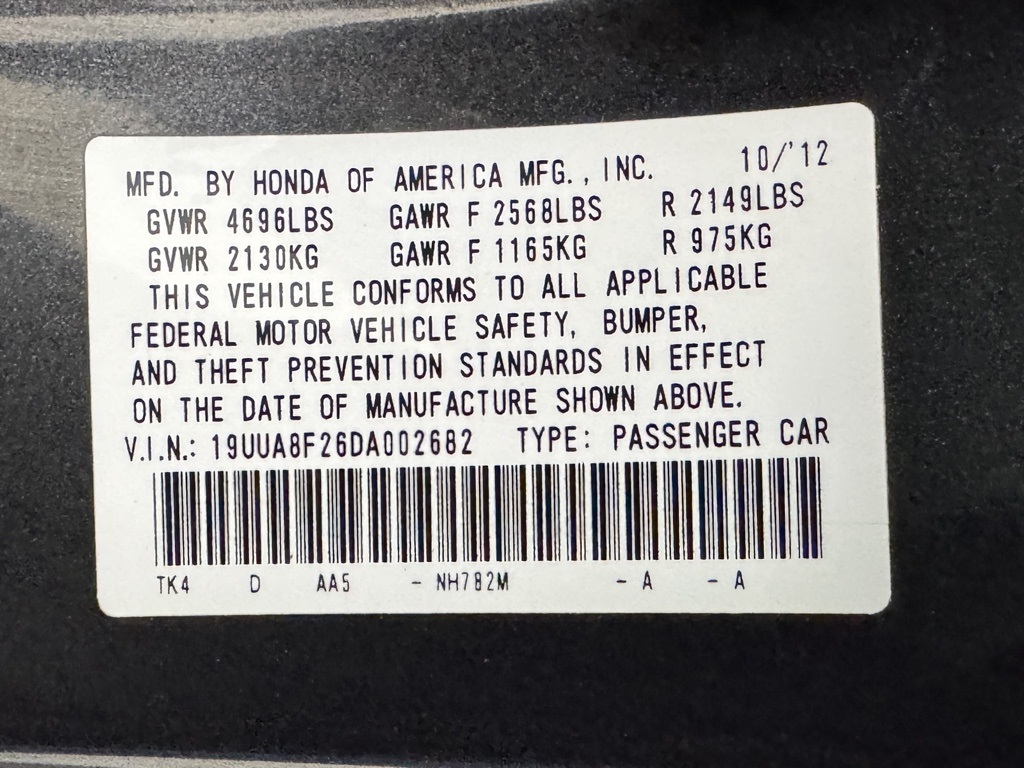 10/'12
MFD. BY HONDA OF AMERICA MFG., INC.
GVWR 4696LBS GAWR F 2568LBS R 2149LBS
GVWR 2130KG GAWR F 1165KG R 975KG
THIS VEHICLE CONFORMS TO ALL APPLICABLE
FEDERAL MOTOR VEHICLE SAFETY, BUMPER,
AND THEFT PREVENTION STANDARDS IN EFFECT
ON THE DATE OF MANUFACTURE SHOWN ABOVE.
V.I.N.: 19UUA8F26DA002682 TYPE: PASSENGER CAR
TK4 D AA5 - NH782M - A - A